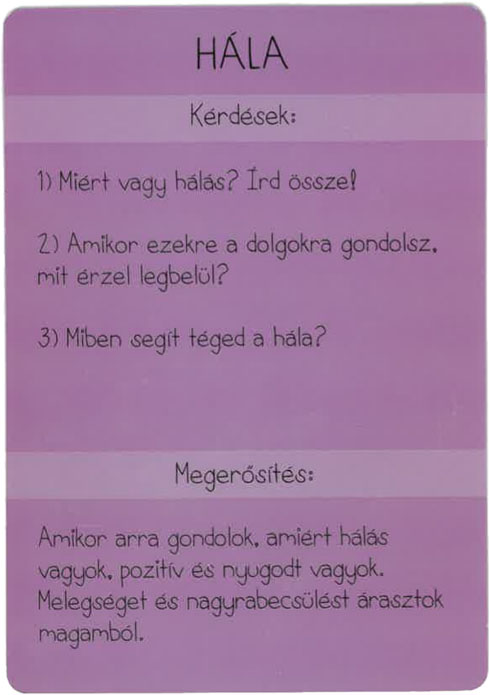 HÁLA
Kérdések:
1) Miért vagy hálás? Írd össze!
2) Amikor ezekre a dolgokra gondolsz,
mit érzel legbelül?
3) Miben segít téged a hála?
Megerősítés:
Amikor arra gondolok, amiért hálás
vagyok, pozitív és nyugodt vagyok.
Melegséget és nagyrabecsülést árasztok
magamból.